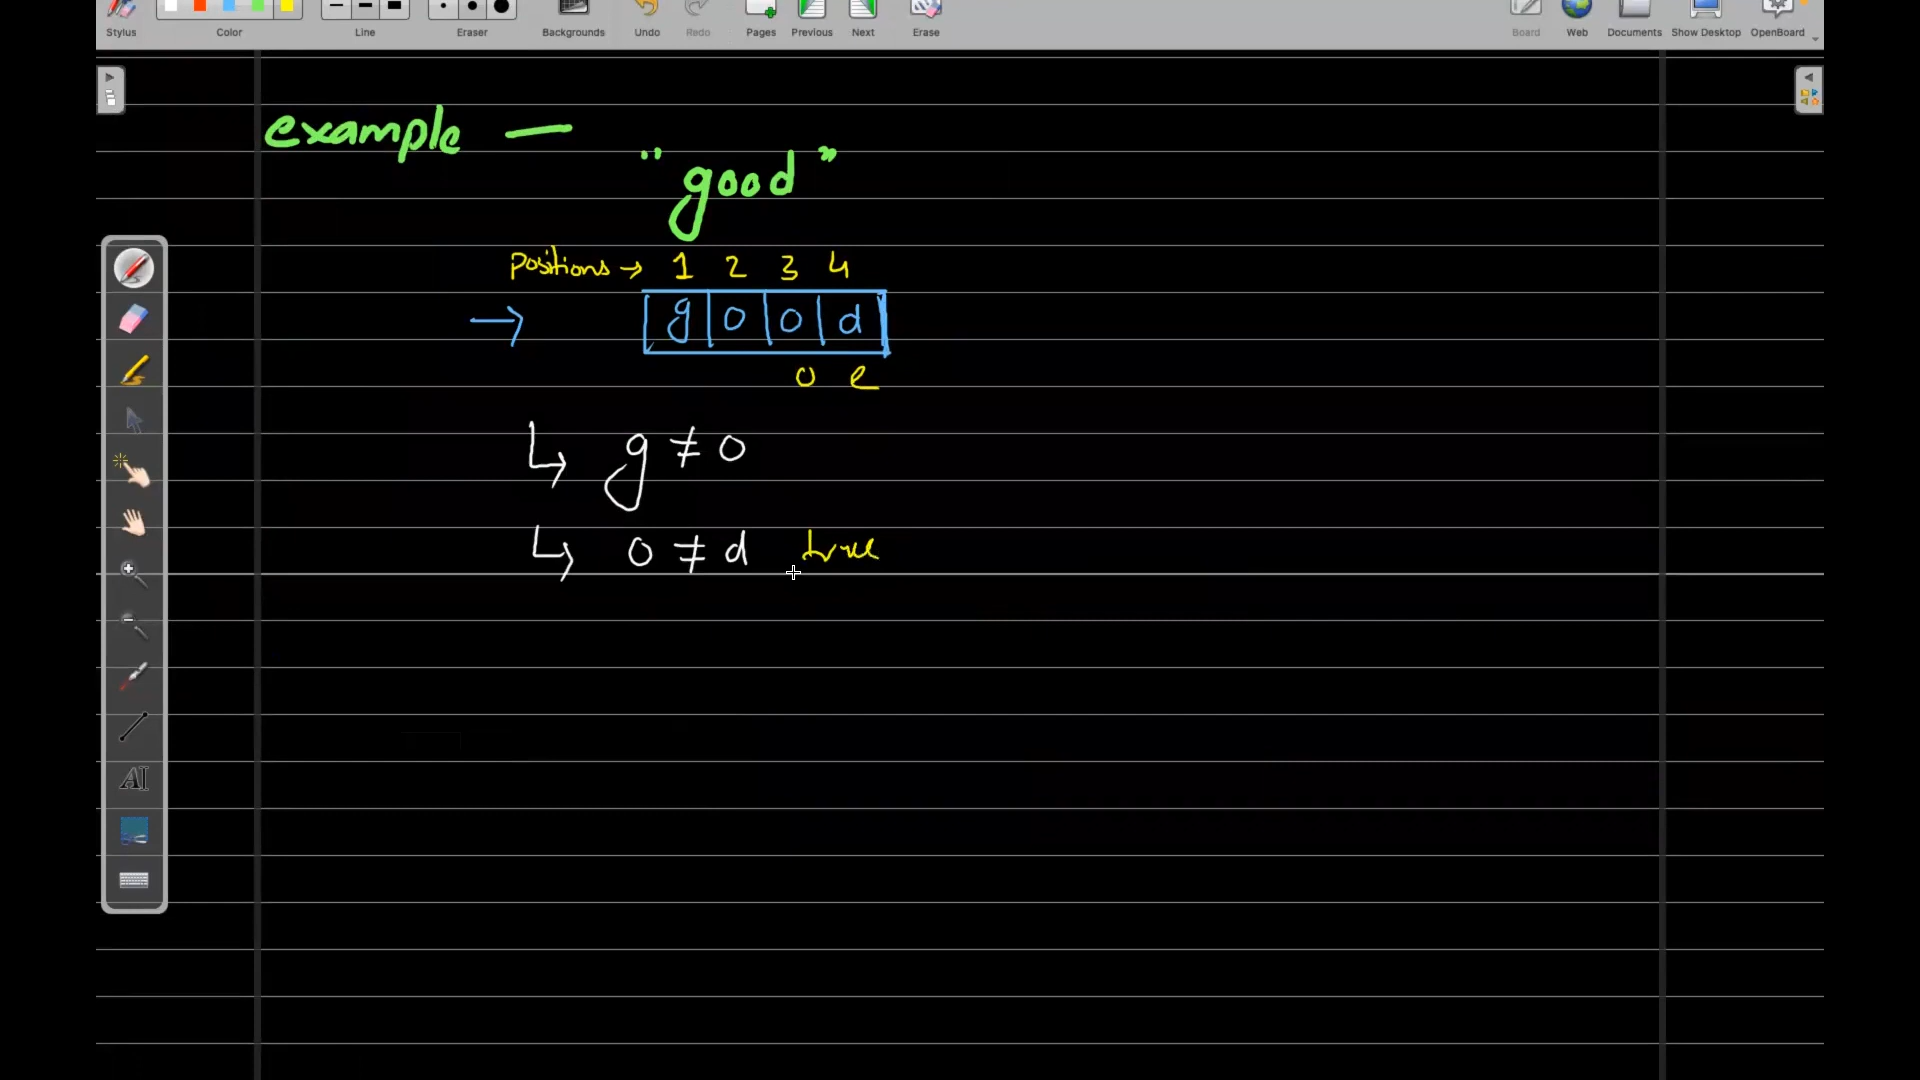 Stylus Color Line Eraser Backgrounds Undo Redo Pages Previous Next Erase Board Web Documents Show Desktop OpenBoard
example —
"good"
Positions → 1 2 3 4
→ g o o d
o e
↳ g ≠ o
↳ o ≠ d true
AI